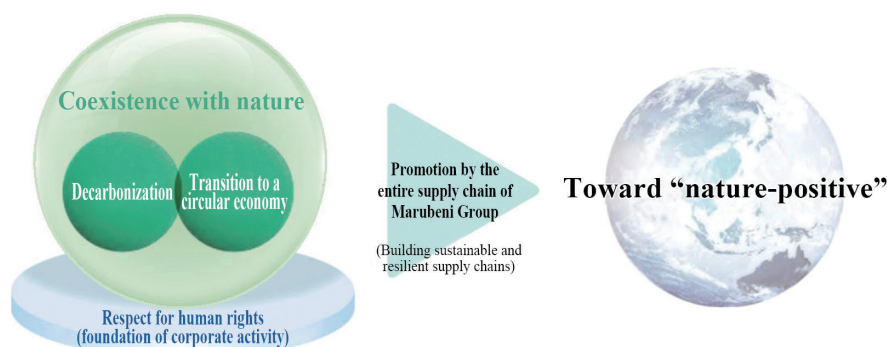 Coexistence with nature
Decarbonization
Transition to a
circular economy
Respect for human rights
(foundation of corporate activity)
Promotion by the
entire supply chain of
Marubeni Group
(Building sustainable and
resilient supply chains)
Toward “nature-positive”